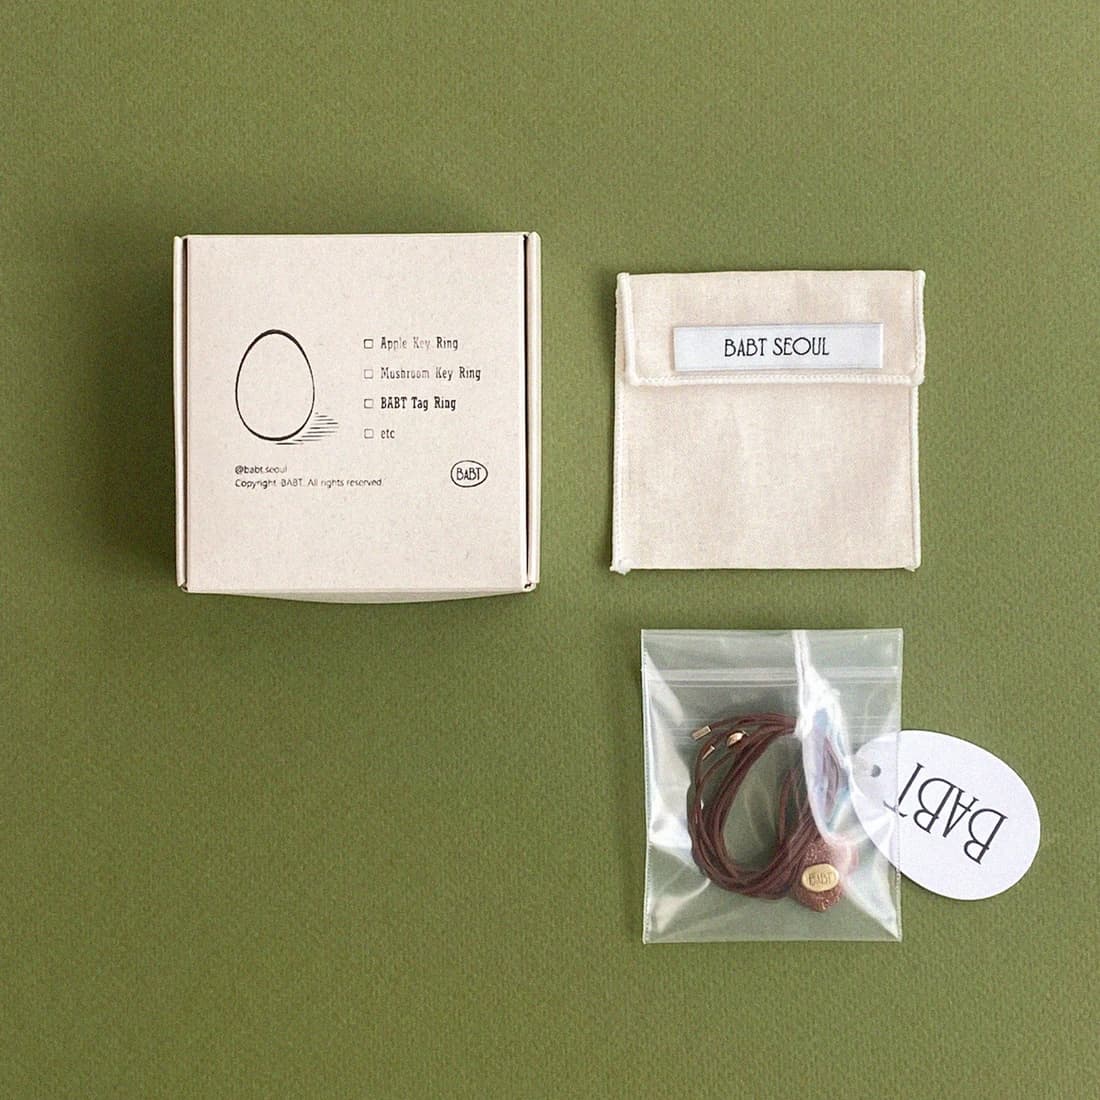 Apple Key Ring
Mushroom Key Ring
BABT Tag Ring
etc
@babt.seoul
Copyright BABT. All rights reserved.
BABT
BABT SEOUL
BABT
BABT